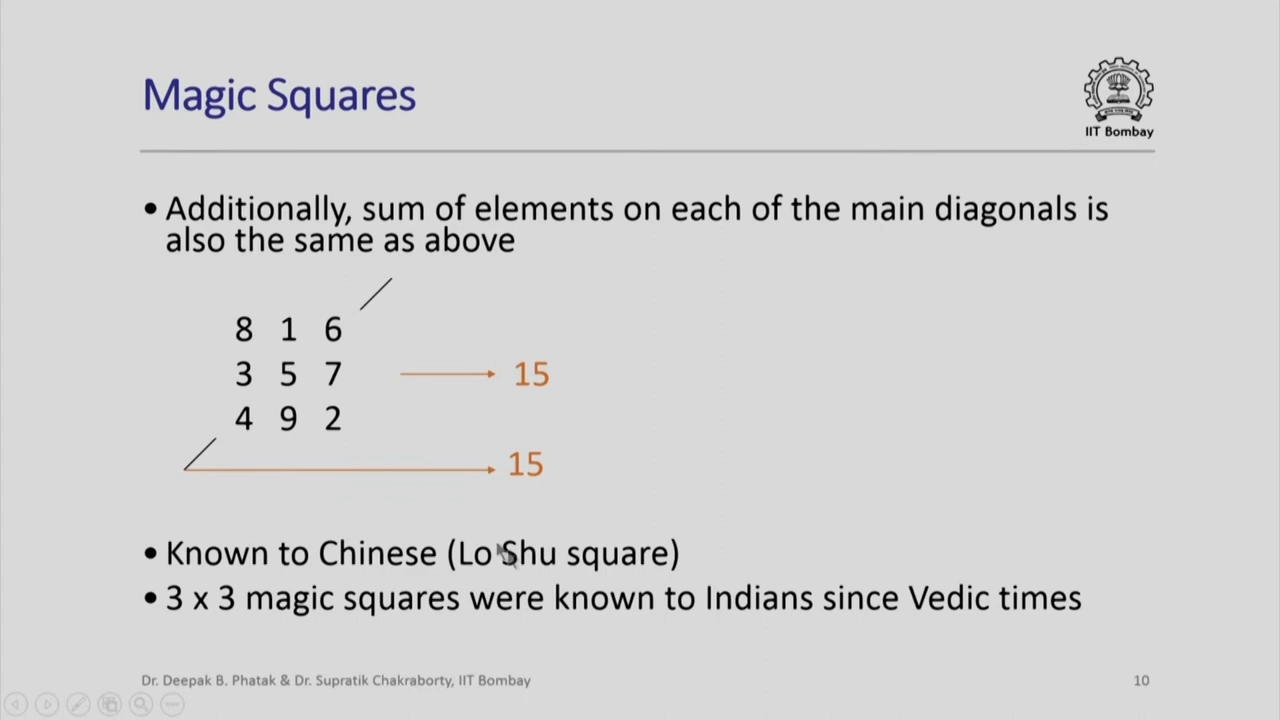 Magic Squares
IIT Bombay
• Additionally, sum of elements on each of the main diagonals is
also the same as above
8 1 6
3 5 7 15
4 9 2
15
• Known to Chinese (Lo Shu square)
• 3 x 3 magic squares were known to Indians since Vedic times
Dr. Deepak B. Phatak & Dr. Supratik Chakraborty, IIT Bombay 10